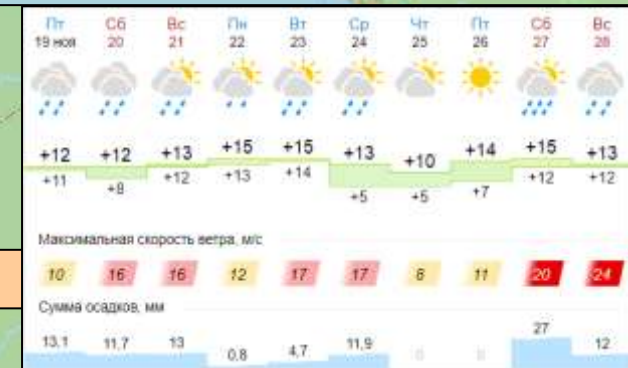 Пт Сб Вс Пн Вт Ср Чт Пт Сб Вс
19 ноя 20 21 22 23 24 25 26 27 28
+12 +12 +13 +15 +15 +13 +10 +14 +15 +13
+11 +8 +12 +13 +14 +5 +5 +7 +12 +12
Максимальная скорость ветра, м/с
10 16 16 12 17 17 8 11 20 24
Сумма осадков, мм
13,1 11,7 13 0,8 4,7 11,9 0 0 27 12